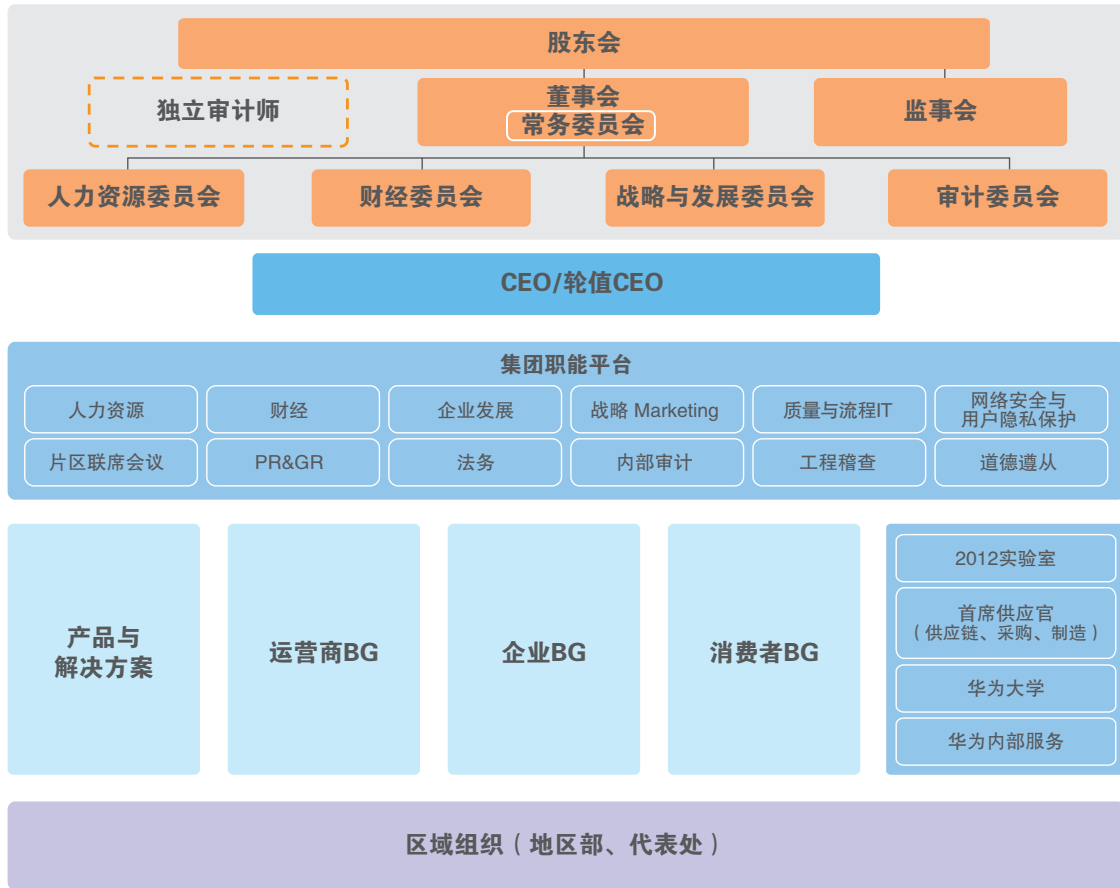 股东会
独立审计师
董事会
常务委员会
监事会
人力资源委员会
财经委员会
战略与发展委员会
审计委员会
CEO/轮值CEO
集团职能平台
人力资源
财经
企业发展
战略 Marketing
质量与流程IT
网络安全与
用户隐私保护
片区联席会议
PR&GR
法务
内部审计
工程稽查
道德遵从
产品与
解决方案
运营商BG
企业BG
消费者BG
2012实验室
首席供应官
（供应链、采购、制造）
华为大学
华为内部服务
区域组织（地区部、代表处）